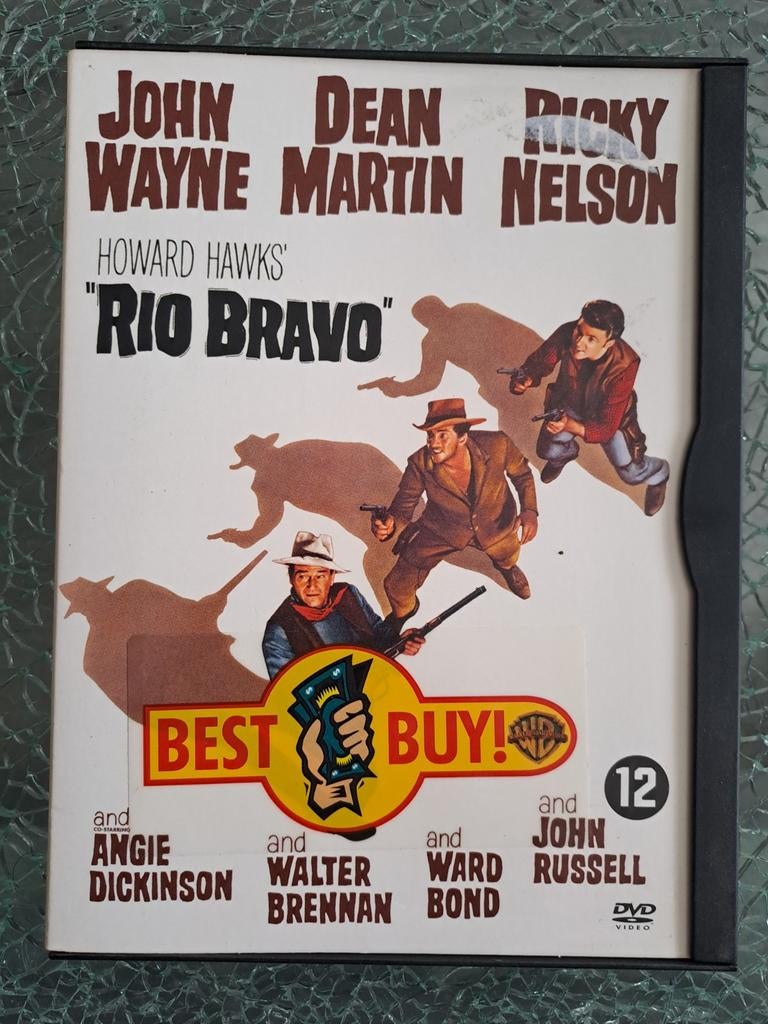 JOHN WAYNE
DEAN MARTIN
RICKY NELSON
HOWARD HAWKS'
"RIO BRAVO"
BEST BUY!
WB
12
and
CO-STARRING
ANGIE
DICKINSON
and
WALTER
BRENNAN
and
WARD
BOND
and
JOHN
RUSSELL
DVD
VIDEO